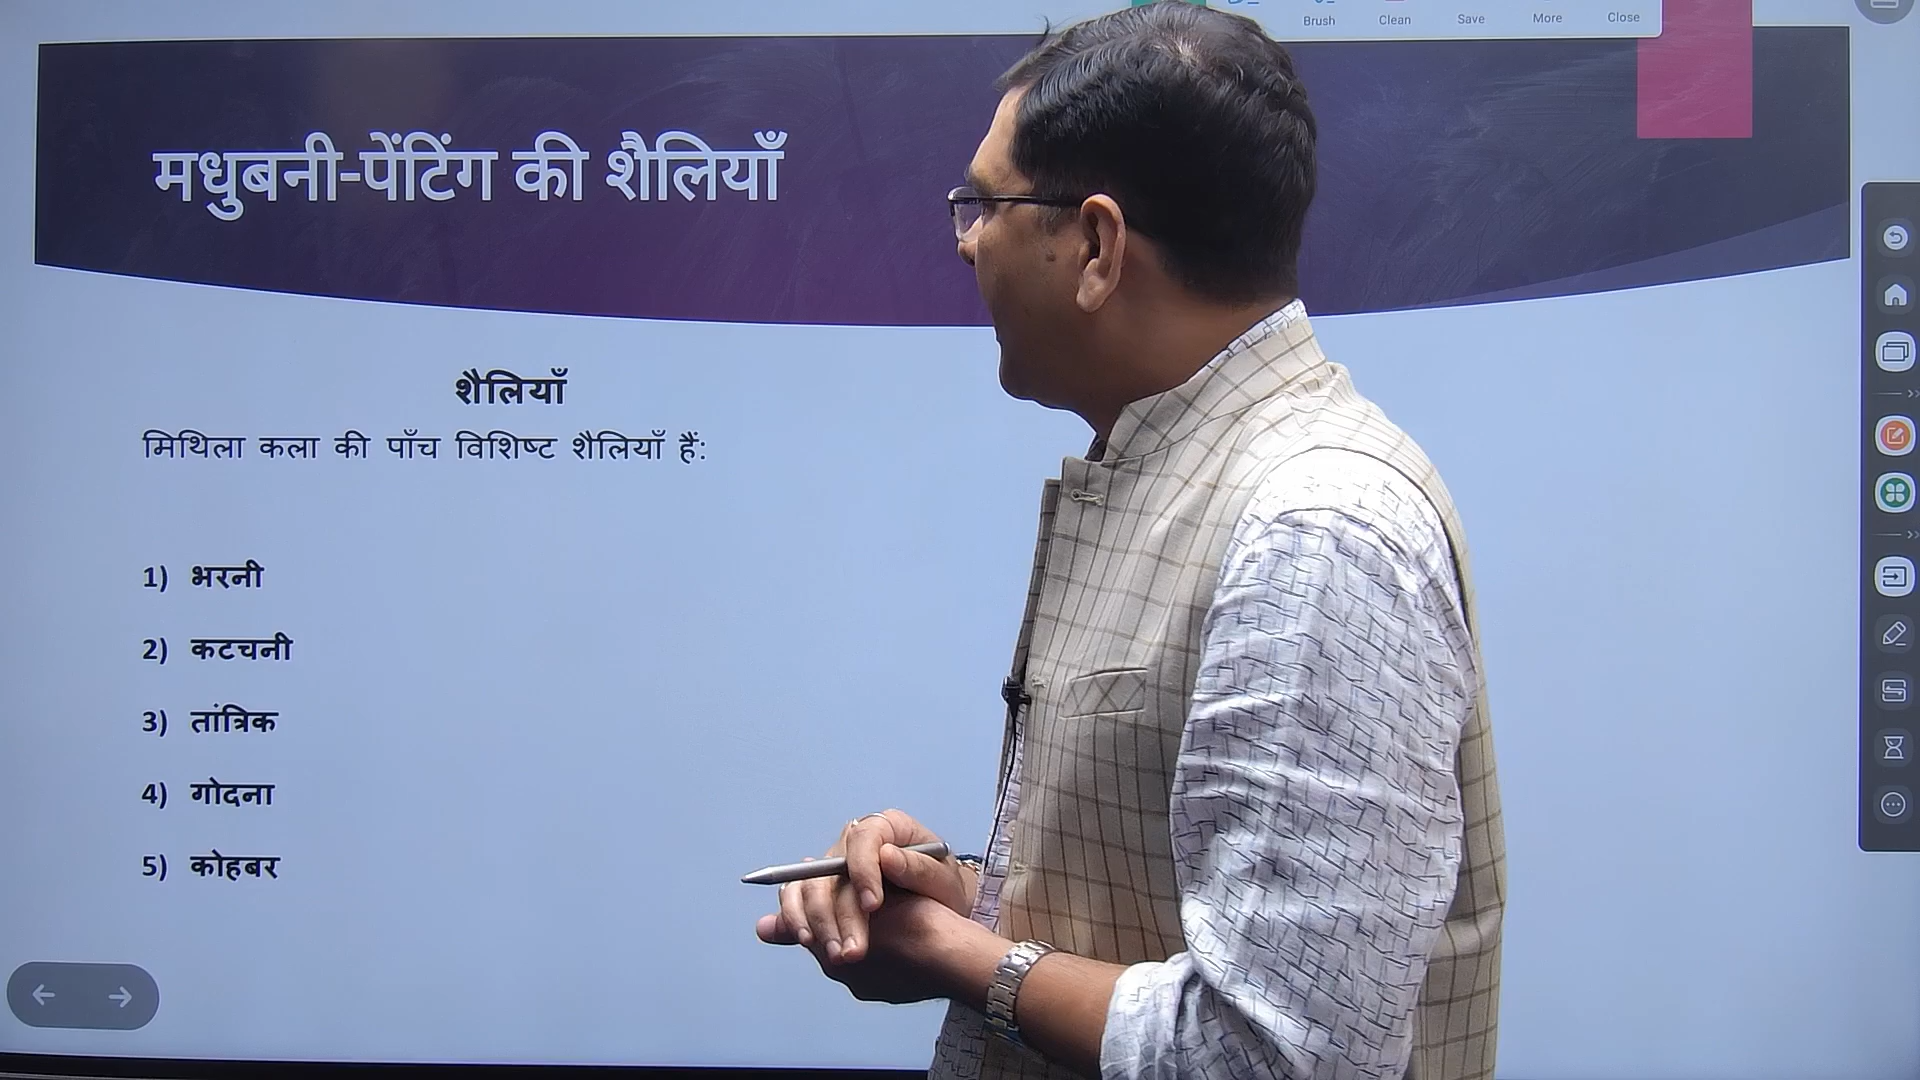 Brush Clean Save More Close
मधुबनी-पेंटिंग की शैलियाँ
शैलियाँ
मिथिला कला की पाँच विशिष्ट शैलियाँ हैं:
1) भरनी
2) कटचनी
3) तांत्रिक
4) गोदना
5) कोहबर